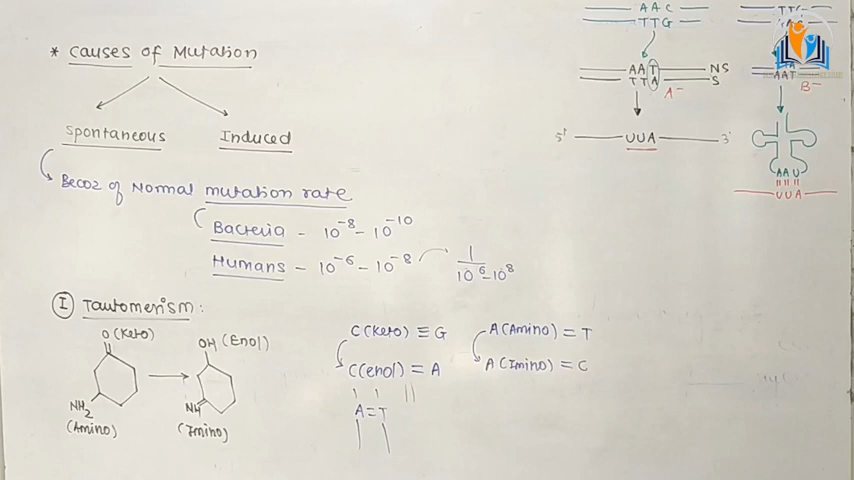 * Causes of Mutation
Spontaneous Induced
Becoz of Normal mutation rate
Bacteria - 10⁻⁸ - 10⁻¹⁰
Humans - 10⁻⁶ - 10⁻⁸ 1/10⁶-10⁸
I Tautomerism:
O (Keto) OH (Enol)
NH₂ NH
(Amino) (Imino)
C(Keto) ≡ G
C(enol) = A
A = T
A(Amino) = T
A(Imino) = C
AAC
TTG
AAT NS
TTA S
A⁻
5' UUA 3'
AAT
B⁻
AAU
UUA